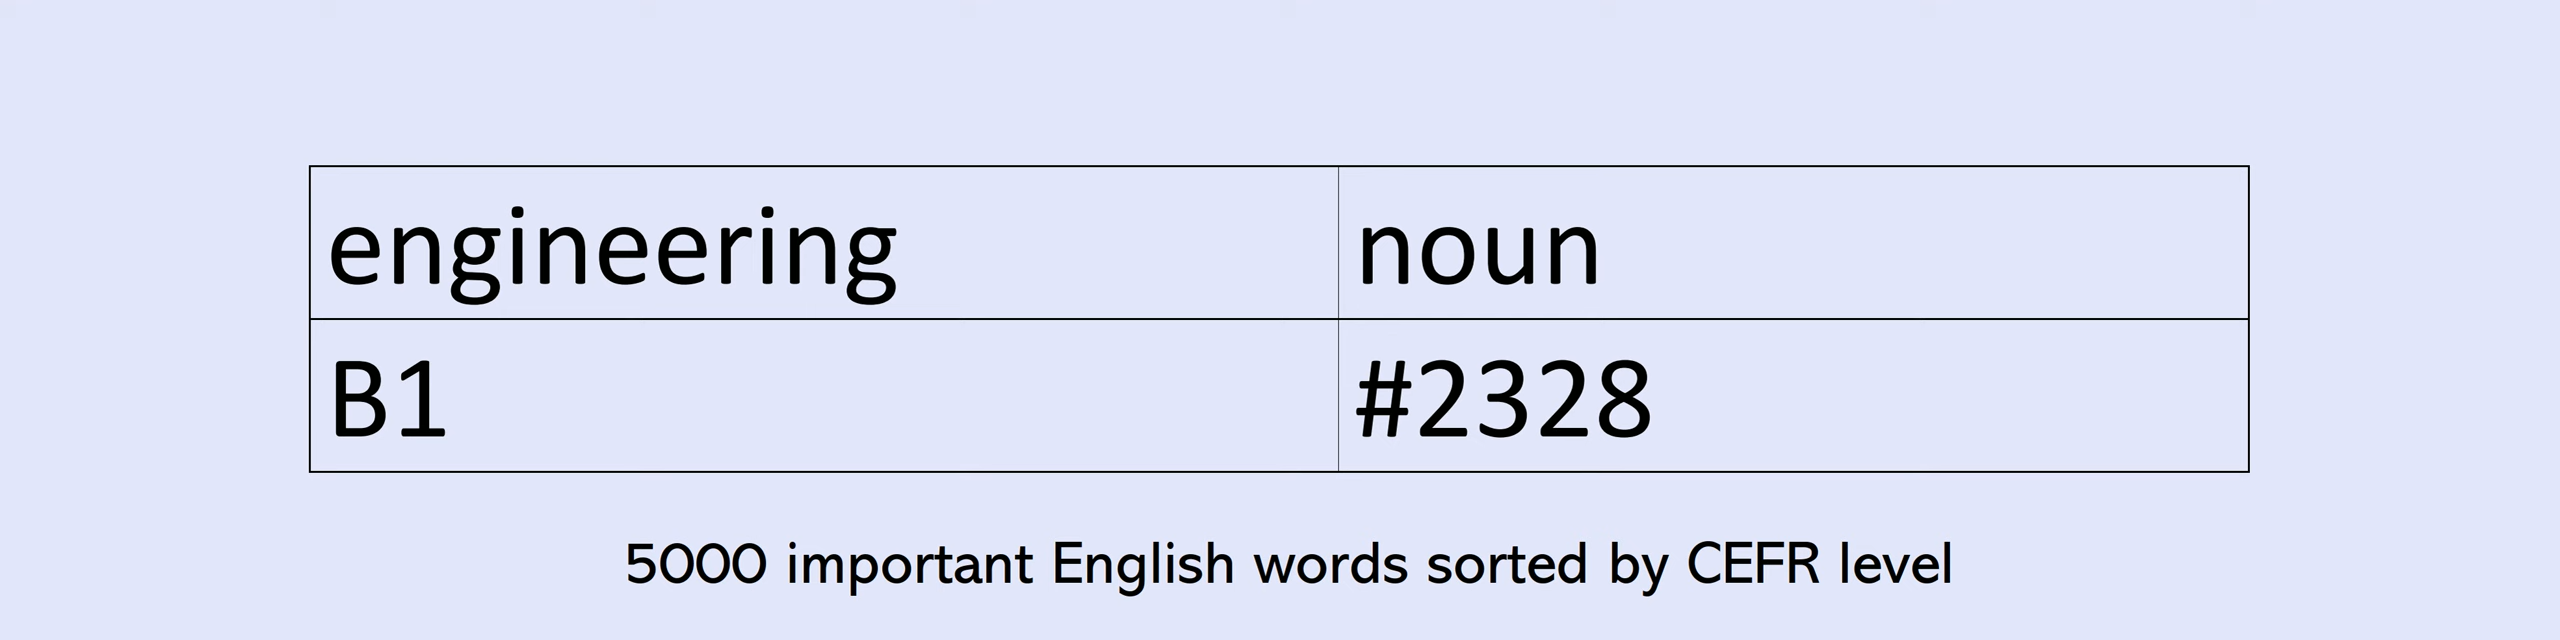 engineering noun
B1 #2328
5000 important English words sorted by CEFR level